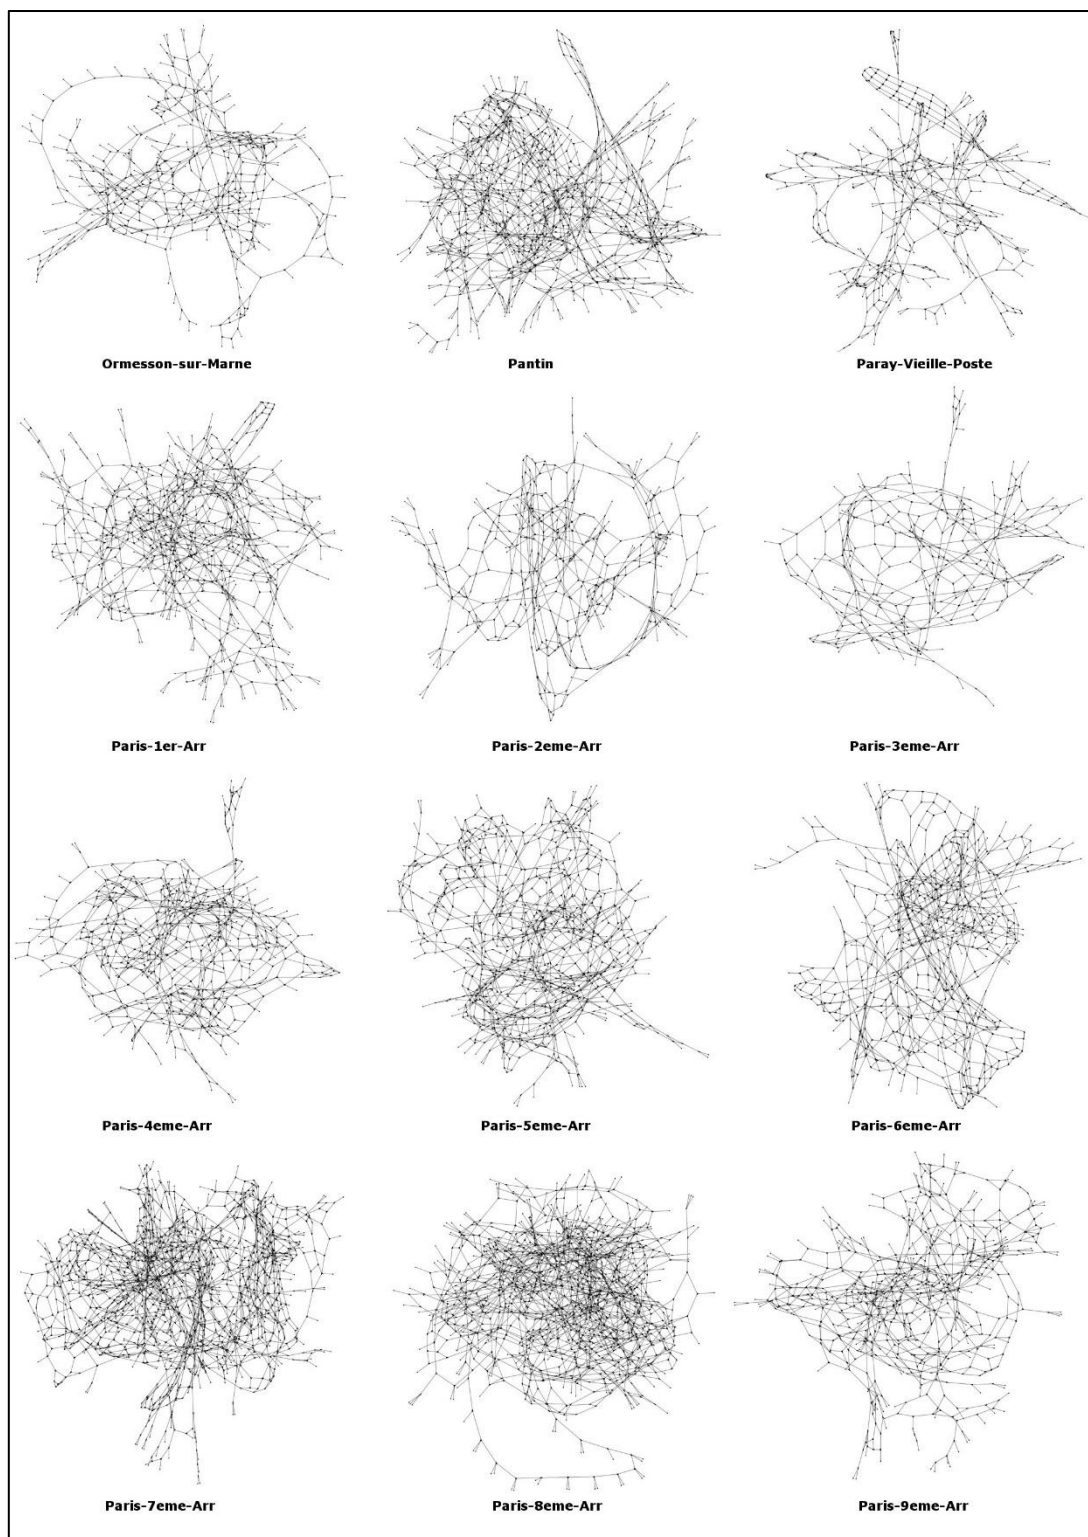 Ormesson-sur-Marne
Pantin
Paray-Vieille-Poste
Paris-1er-Arr
Paris-2eme-Arr
Paris-3eme-Arr
Paris-4eme-Arr
Paris-5eme-Arr
Paris-6eme-Arr
Paris-7eme-Arr
Paris-8eme-Arr
Paris-9eme-Arr